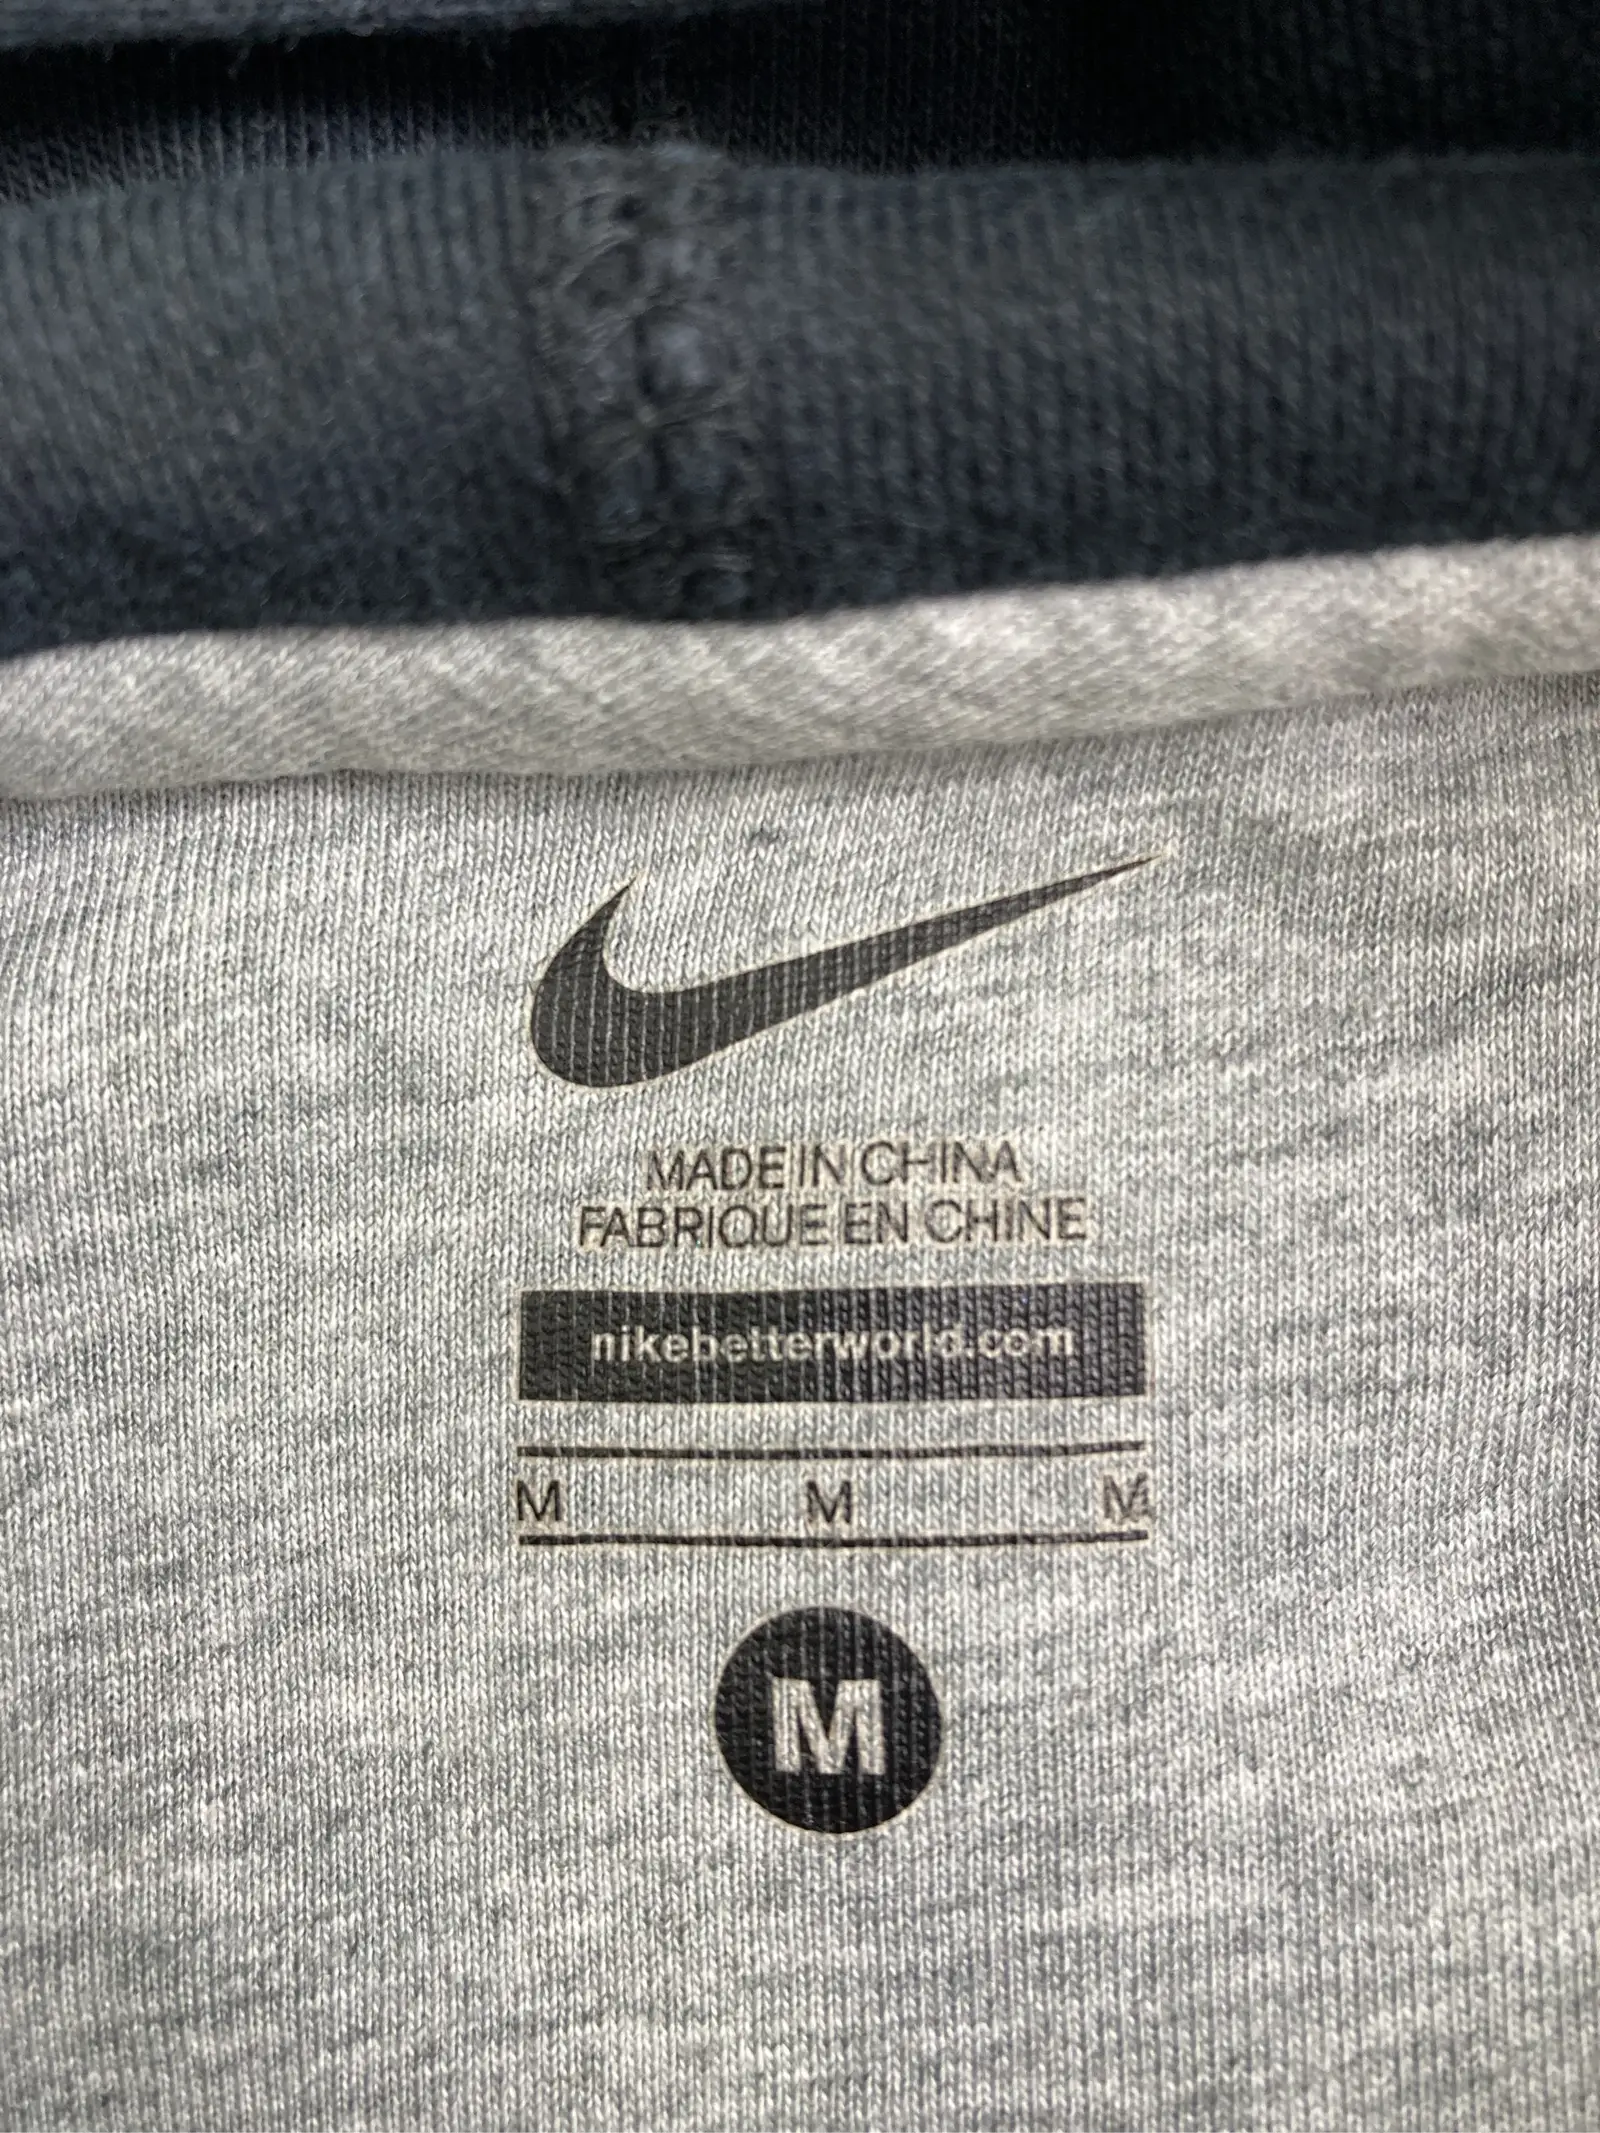 MADE IN CHINA
FABRIQUE EN CHINE
nikebetterworld.com
M M M
M